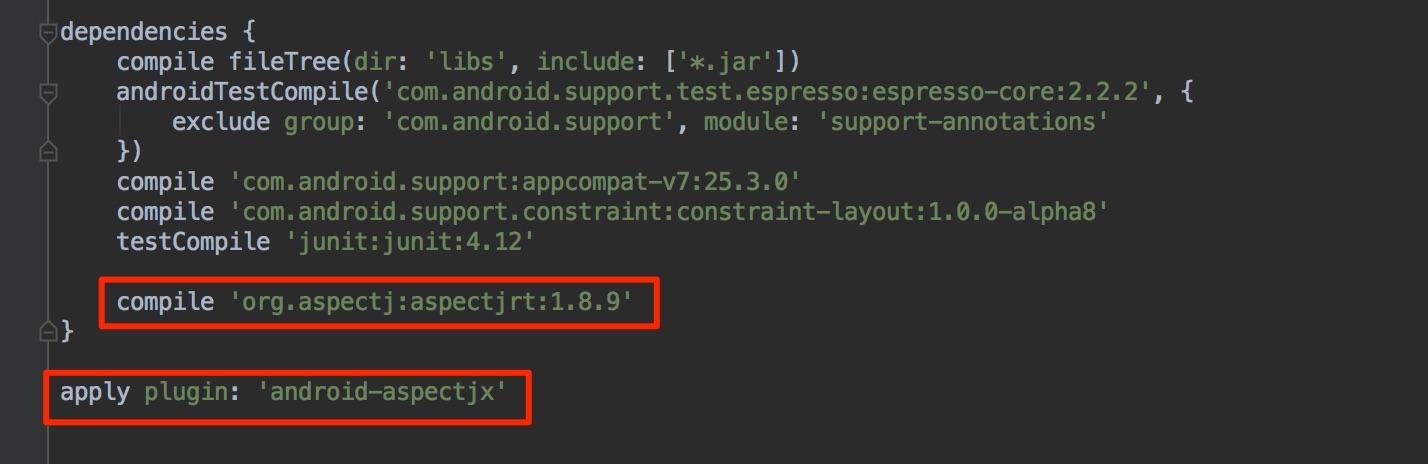 dependencies {
    compile fileTree(dir: 'libs', include: ['*.jar'])
    androidTestCompile('com.android.support.test.espresso:espresso-core:2.2.2', {
        exclude group: 'com.android.support', module: 'support-annotations'
    })
    compile 'com.android.support:appcompat-v7:25.3.0'
    compile 'com.android.support.constraint:constraint-layout:1.0.0-alpha8'
    testCompile 'junit:junit:4.12'
    compile 'org.aspectj:aspectjrt:1.8.9'
}
apply plugin: 'android-aspectjx'